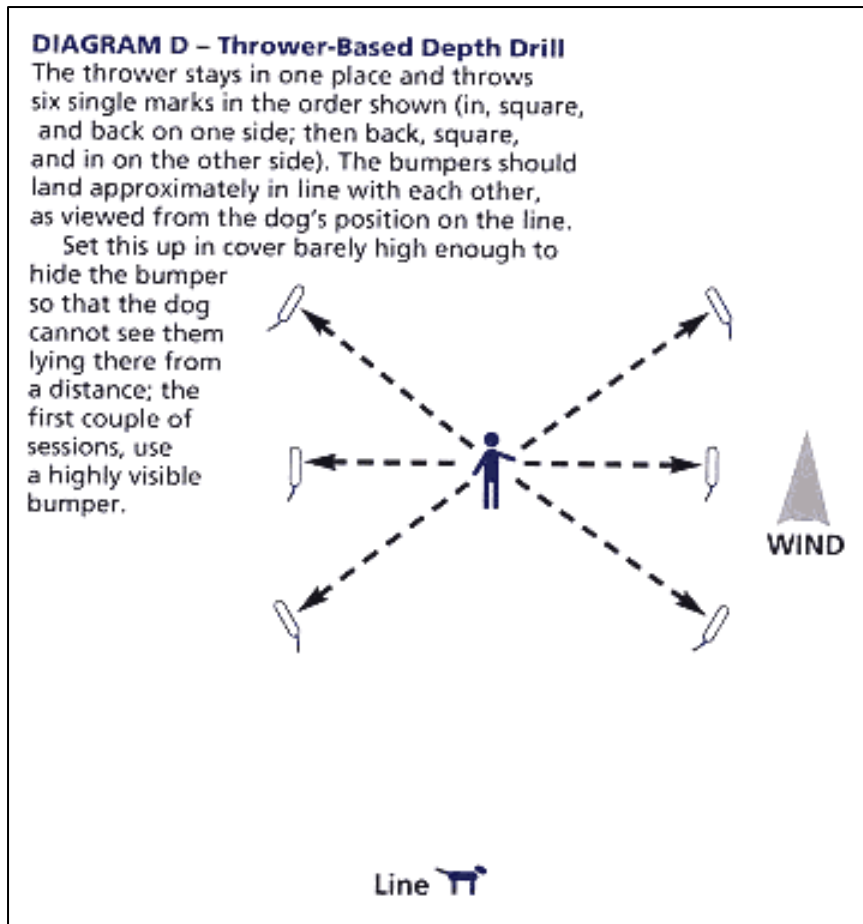 DIAGRAM D – Thrower-Based Depth Drill
The thrower stays in one place and throws
six single marks in the order shown (in, square,
and back on one side; then back, square,
and in on the other side). The bumpers should
land approximately in line with each other,
as viewed from the dog's position on the line.
Set this up in cover barely high enough to
hide the bumper
so that the dog
cannot see them
lying there from
a distance; the
first couple of
sessions, use
a highly visible
bumper.
WIND
Line